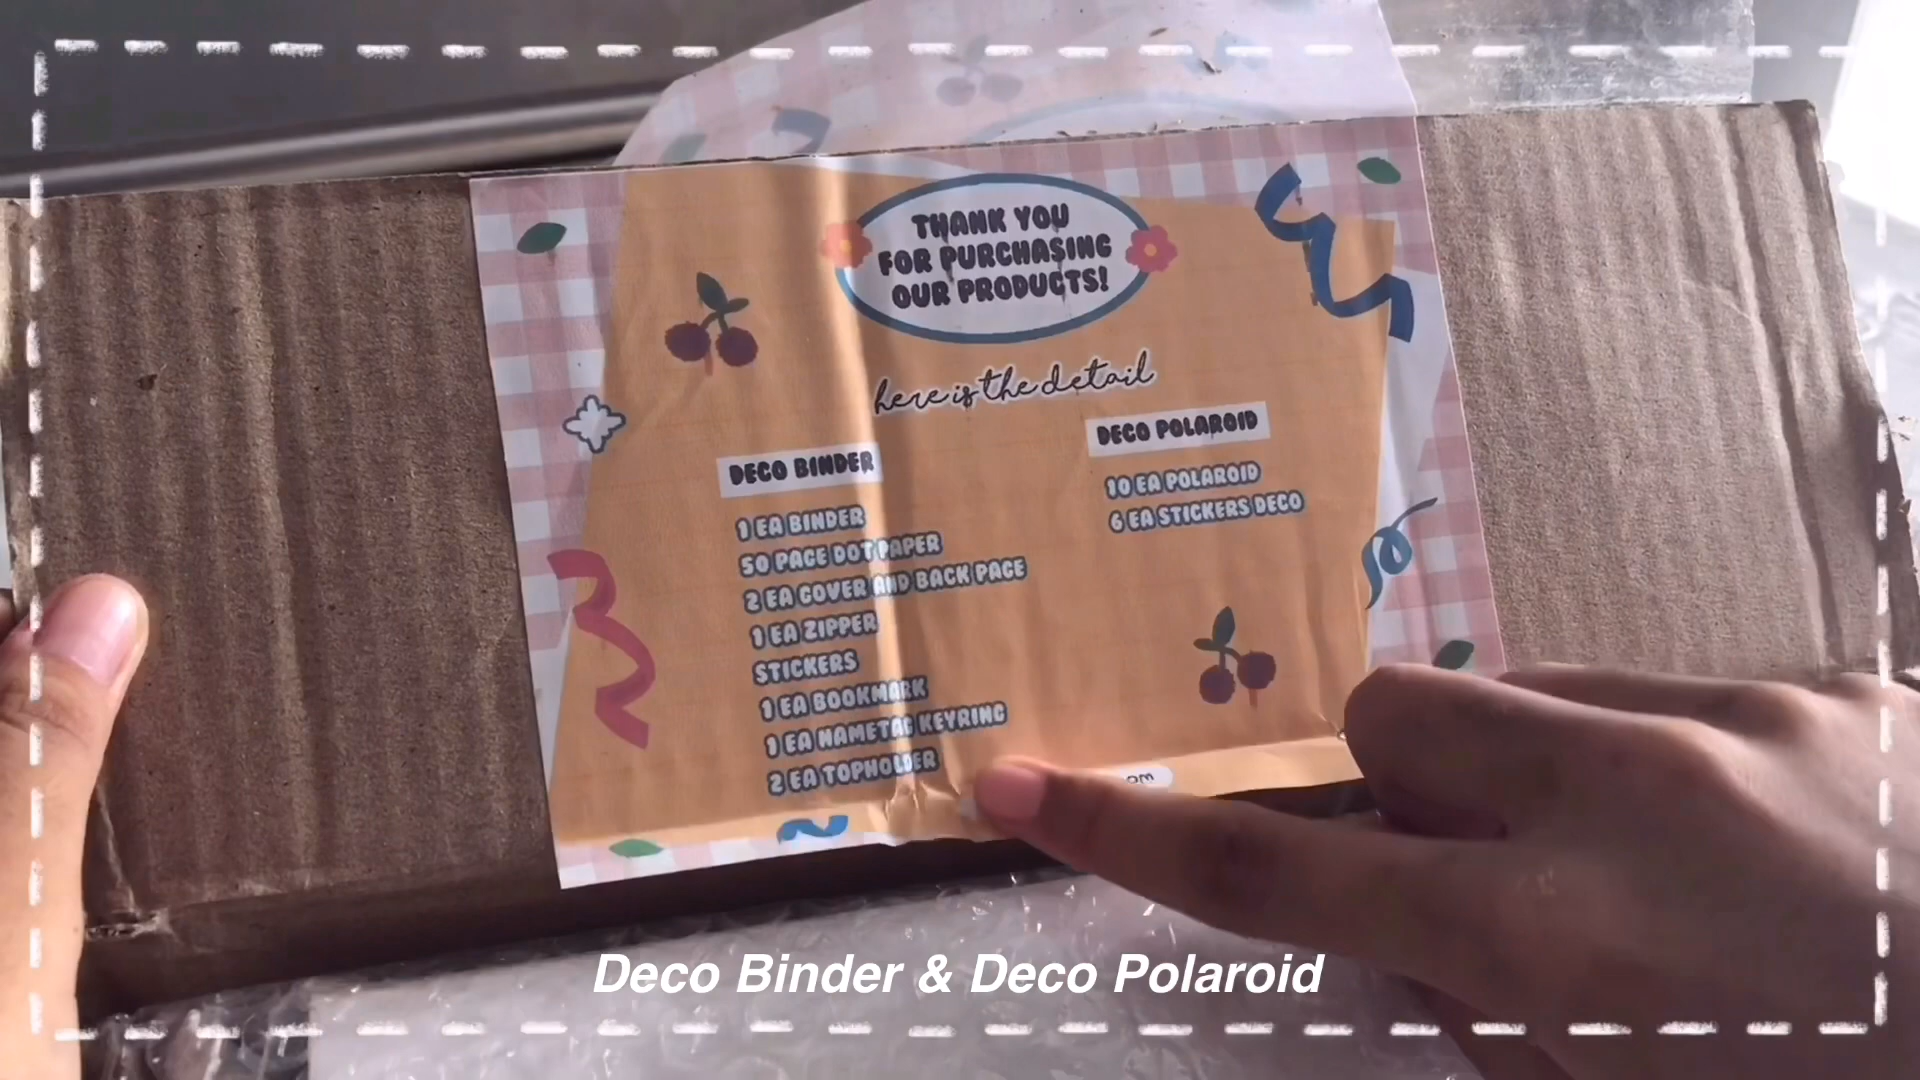 THANK YOU
FOR PURCHASING
OUR PRODUCTS!
here is the detail
DECO BINDER
1 EA BINDER
50 PAGE DOT PAPER
2 EA COVER AND BACK PAGE
1 EA ZIPPER
STICKERS
1 EA BOOKMARK
1 EA NAMETAG KEYRING
2 EA TOPHOLDER
DECO POLAROID
10 EA POLAROID
6 EA STICKERS DECO
Deco Binder & Deco Polaroid